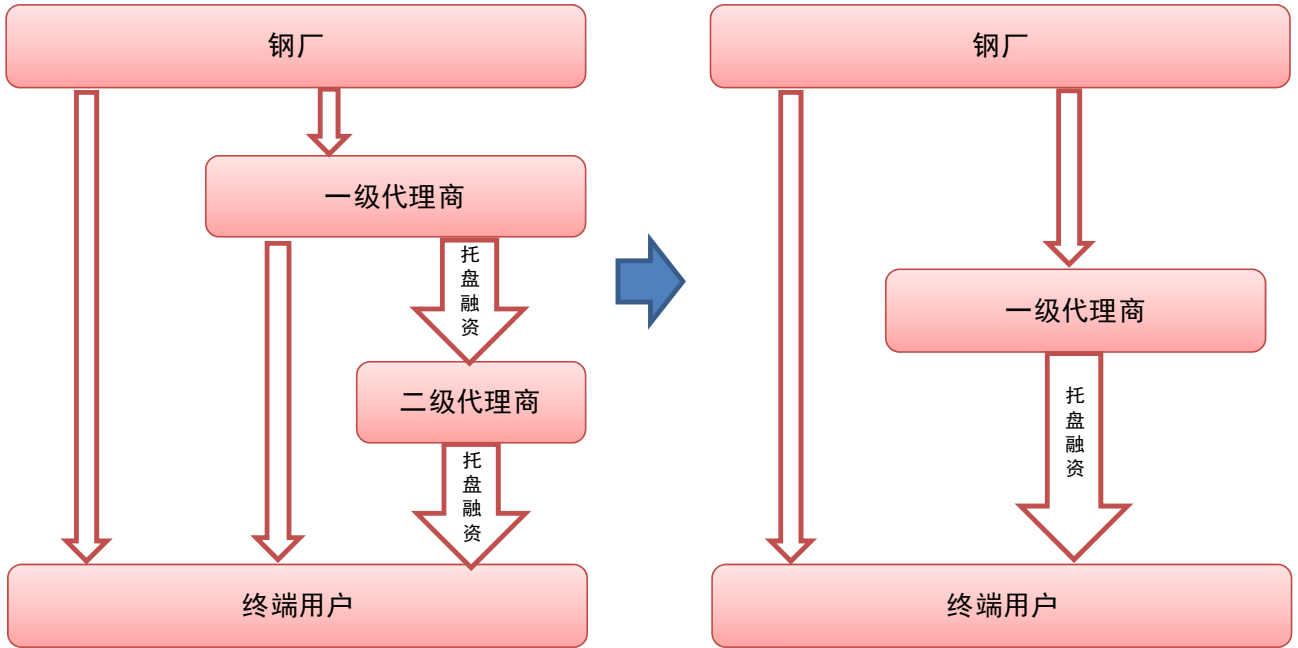 钢厂
一级代理商
托盘融资
二级代理商
托盘融资
终端用户
钢厂
一级代理商
托盘融资
终端用户